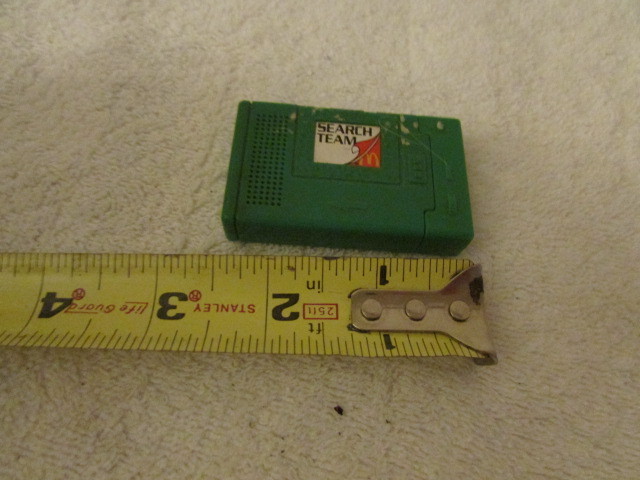 SEARCH
TEAM
M
1
in
2
25ft
ft
STANLEY
3
Life Guard
4
1